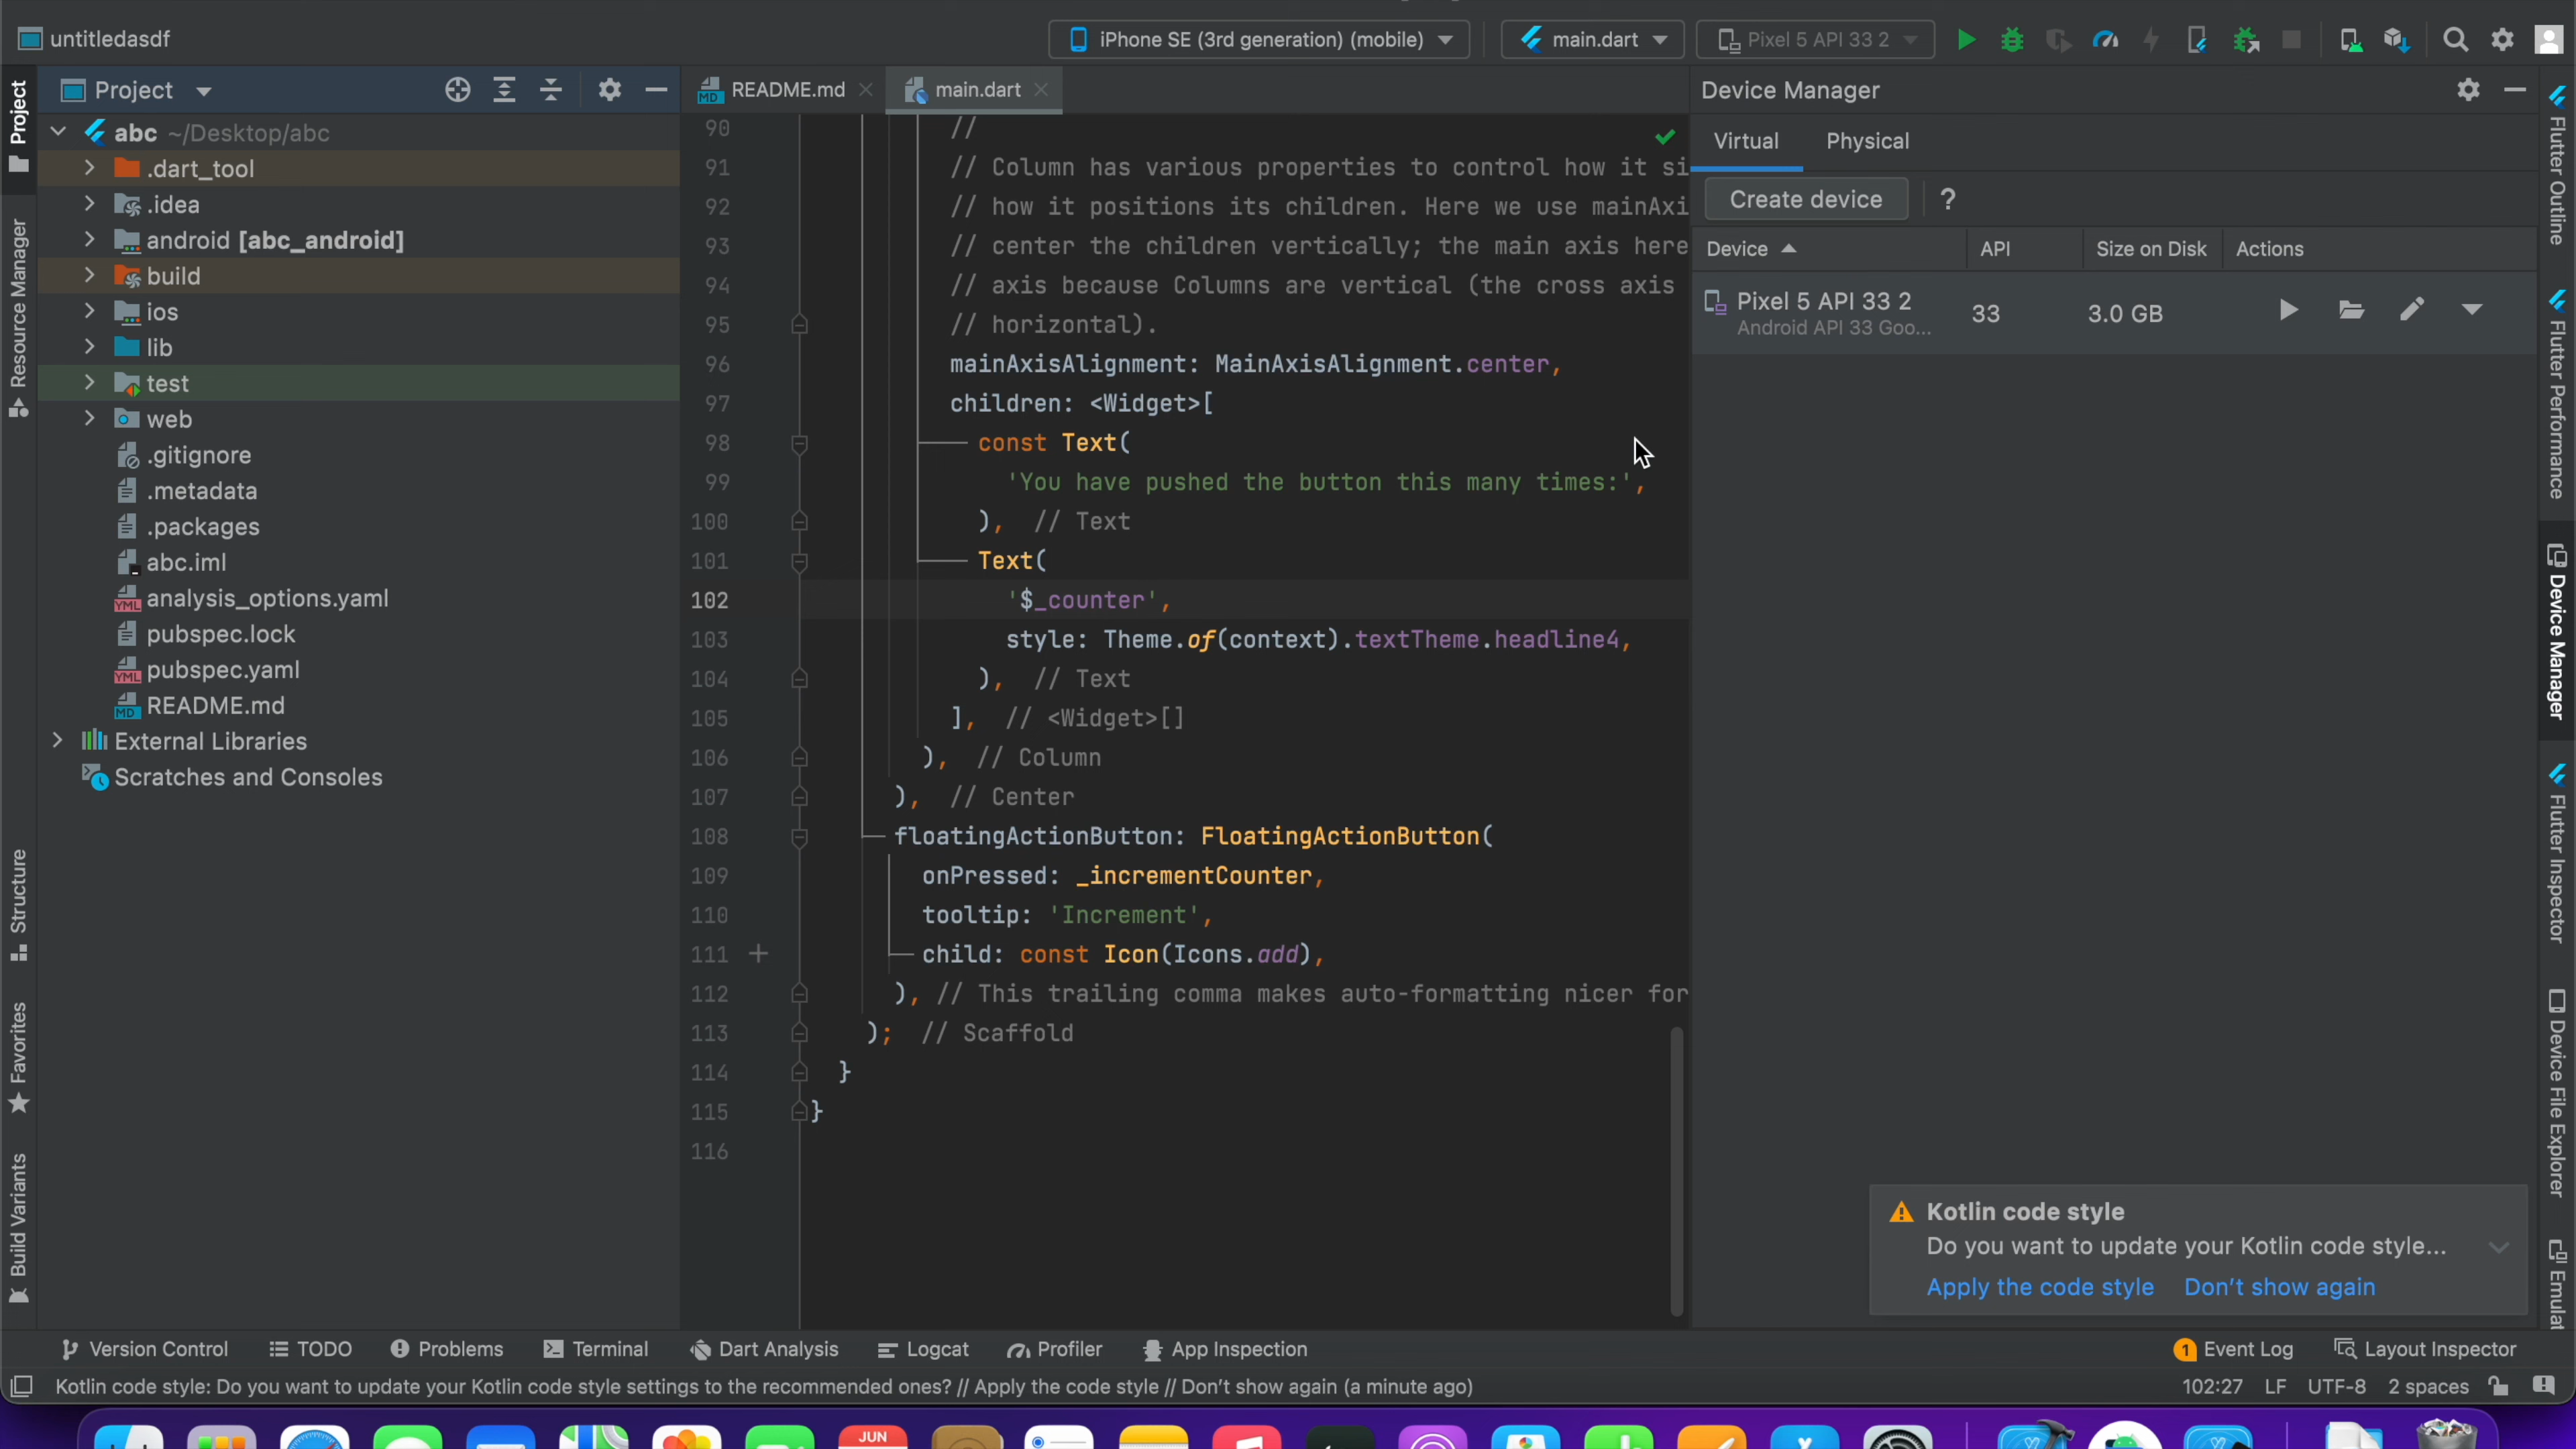 untitledasdf
iPhone SE (3rd generation) (mobile)
main.dart
Pixel 5 API 33 2
Project
README.md
main.dart
Device Manager
abc ~/Desktop/abc
.dart_tool
.idea
android [abc_android]
build
ios
lib
test
web
.gitignore
.metadata
.packages
abc.iml
analysis_options.yaml
pubspec.lock
pubspec.yaml
README.md
External Libraries
Scratches and Consoles
Project
Resource Manager
Structure
Favorites
Build Variants
90 //
91 // Column has various properties to control how it si
92 // how it positions its children. Here we use mainAxi
93 // center the children vertically; the main axis here
94 // axis because Columns are vertical (the cross axis
95 // horizontal).
96 mainAxisAlignment: MainAxisAlignment.center,
97 children: <Widget>[
98 const Text(
99 'You have pushed the button this many times:',
100 ), // Text
101 Text(
102 '$_counter',
103 style: Theme.of(context).textTheme.headline4,
104 ), // Text
105 ], // <Widget>[]
106 ), // Column
107 ), // Center
108 floatingActionButton: FloatingActionButton(
109 onPressed: _incrementCounter,
110 tooltip: 'Increment',
111 child: const Icon(Icons.add),
112 ), // This trailing comma makes auto-formatting nicer for
113 ); // Scaffold
114 }
115 }
116
Virtual Physical
Create device ?
Device API Size on Disk Actions
Pixel 5 API 33 2
Android API 33 Goo...
33 3.0 GB
Kotlin code style
Do you want to update your Kotlin code style...
Apply the code style Don't show again
Flutter Outline
Flutter Performance
Device Manager
Flutter Inspector
Device File Explorer
Emulat
Version Control TODO Problems Terminal Dart Analysis Logcat Profiler App Inspection
1 Event Log Layout Inspector
Kotlin code style: Do you want to update your Kotlin code style settings to the recommended ones? // Apply the code style // Don't show again (a minute ago)
102:27 LF UTF-8 2 spaces
JUN